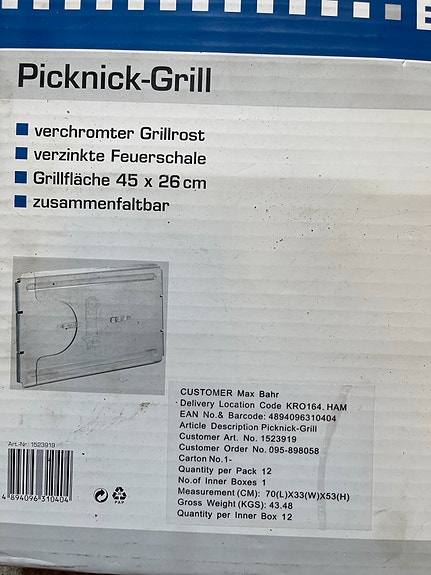 Picknick-Grill
verchromter Grillrost
verzinkte Feuerschale
Grillfläche 45 x 26 cm
zusammenfaltbar
CUSTOMER Max Bahr
Delivery Location Code KRO164. HAM
EAN No.& Barcode: 4894096310404
Article Description Picknick-Grill
Customer Art. No. 1523919
Customer Order No. 095-898058
Carton No.1-
Quantity per Pack 12
No.of Inner Boxes 1
Measurement (CM): 70(L)X33(W)X53(H)
Gross Weight (KGS): 43.48
Quantity per Inner Box 12
Art.-Nr.: 1523919
4 894096 310404
P.A.P